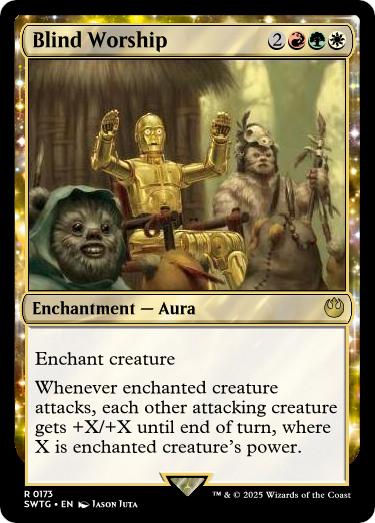 Blind Worship 2
Enchantment — Aura
Enchant creature
Whenever enchanted creature
attacks, each other attacking creature
gets +X/+X until end of turn, where
X is enchanted creature's power.
R 0173
SWTG • EN Jason Juta
™ & © 2025 Wizards of the Coast